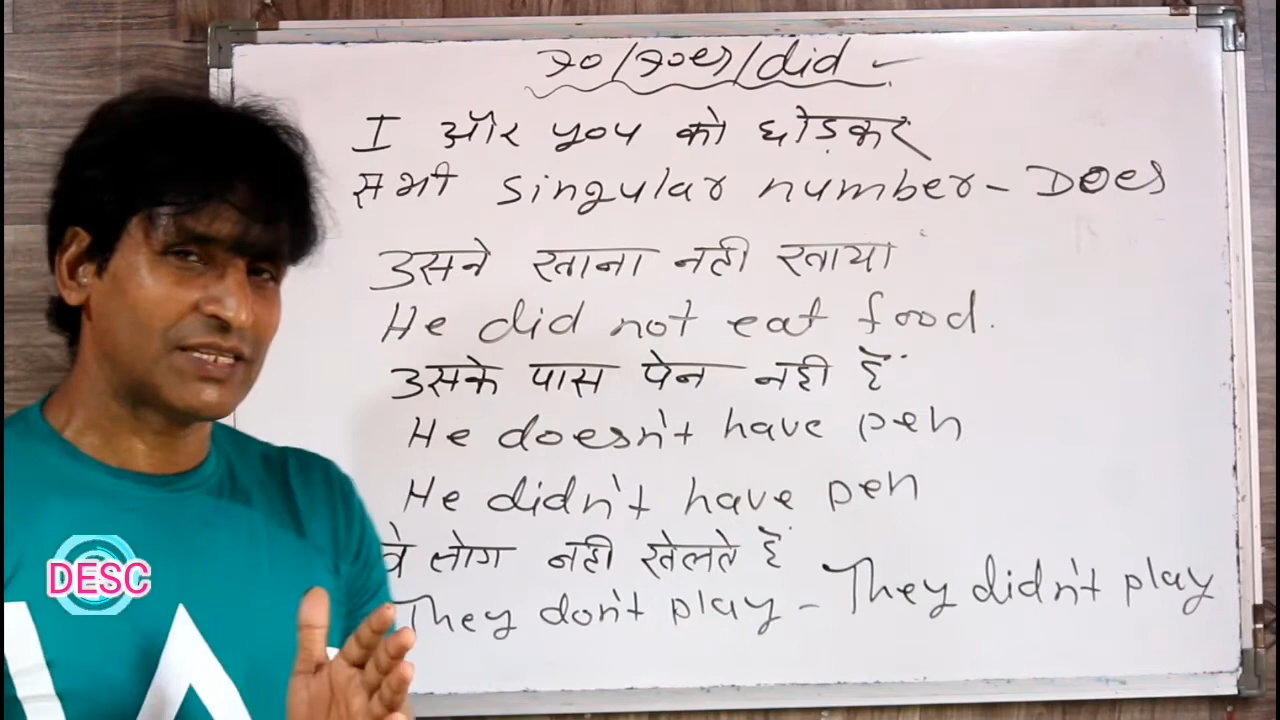 Do/Does/did
I और you को छोड़कर
सभी singular number - Does
उसने खाना नही खाया
He did not eat food.
उसके पास पेन नही हैं
He doesn't have pen
He didn't have pen
वे लोग नही खेलते हैं
They don't play - They didn't play
DESC